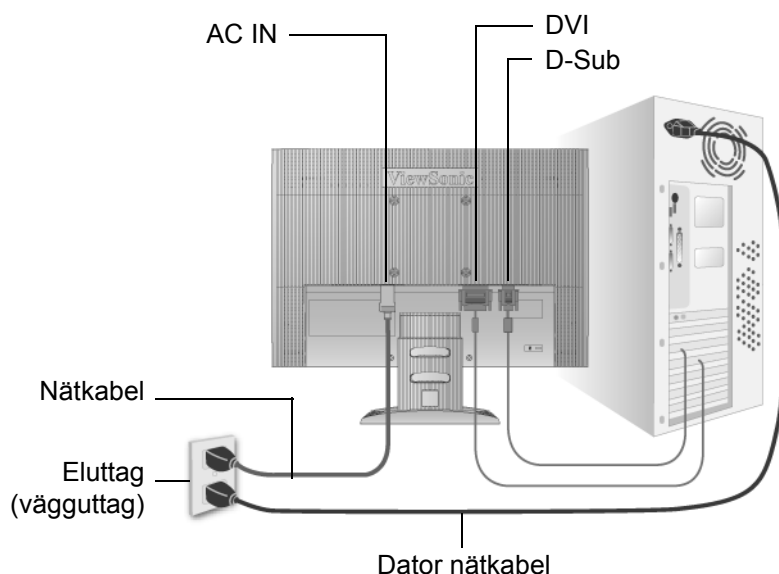 AC IN
DVI
D-Sub
ViewSonic
Nätkabel
Eluttag
(vägguttag)
Dator nätkabel